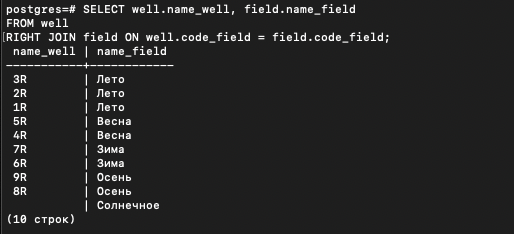 postgres=# SELECT well.name_well, field.name_field
FROM well
RIGHT JOIN field ON well.code_field = field.code_field;
 name_well | name_field
-----------+------------
 3R        | Лето
 2R        | Лето
 1R        | Лето
 5R        | Весна
 4R        | Весна
 7R        | Зима
 6R        | Зима
 9R        | Осень
 8R        | Осень
           | Солнечное
(10 строк)